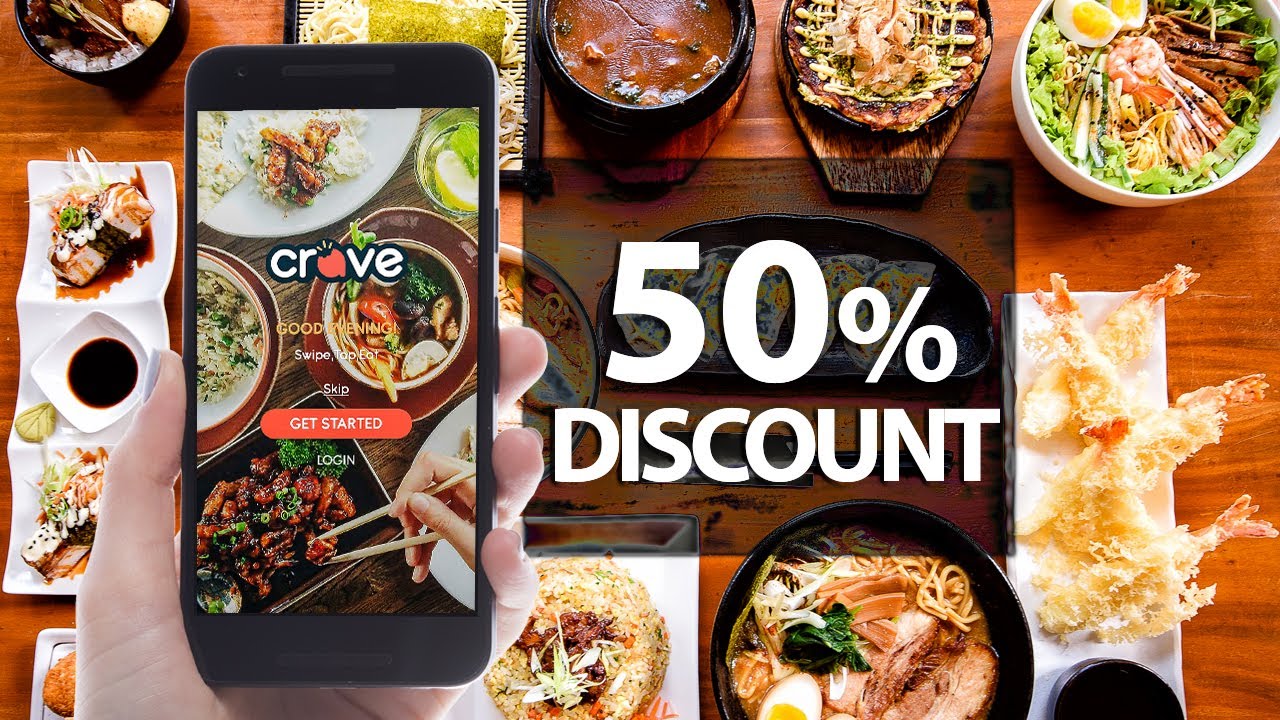 crave
GOOD EVENING!
Swipe,Tap Eat
Skip
GET STARTED
LOGIN
50%
DISCOUNT